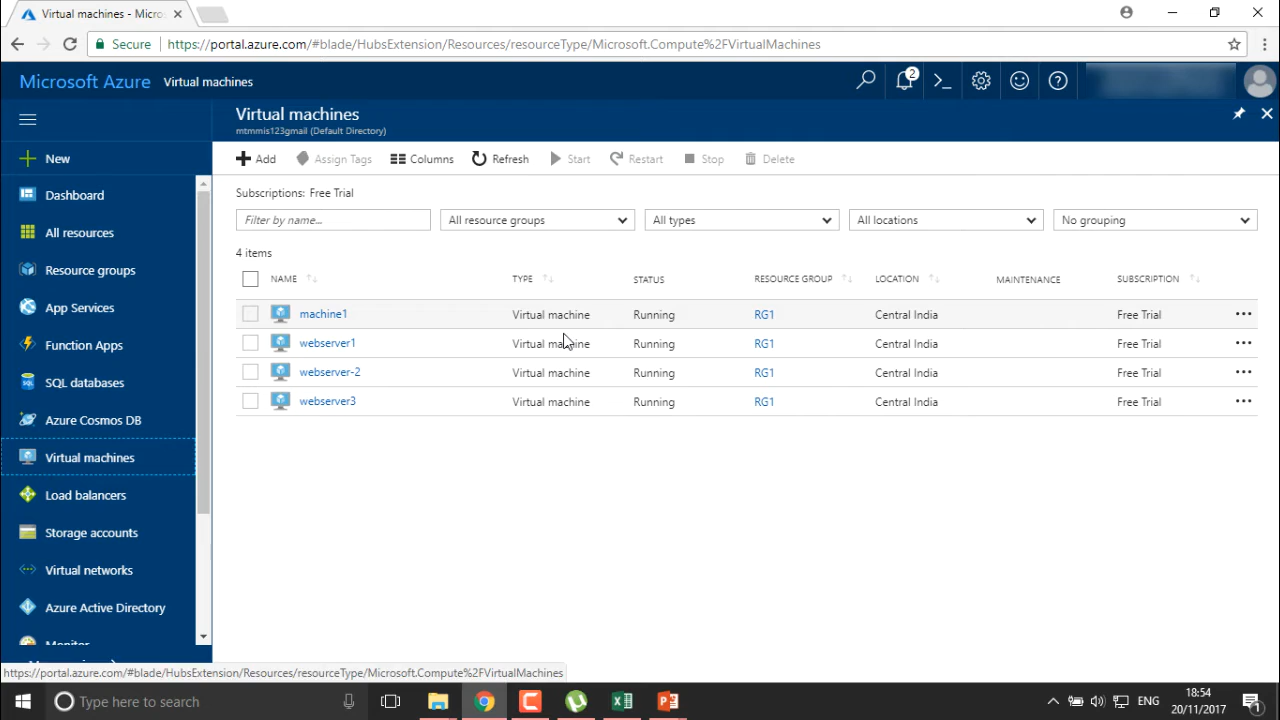 Virtual machines - Micro
Secure
https://portal.azure.com/#blade/HubsExtension/Resources/resourceType/Microsoft.Compute%2FVirtualMachines
Microsoft Azure Virtual machines
2
Virtual machines
mtmmis123gmail (Default Directory)
New
Dashboard
All resources
Resource groups
App Services
Function Apps
SQL databases
Azure Cosmos DB
Virtual machines
Load balancers
Storage accounts
Virtual networks
Azure Active Directory
Monitor
Add Assign Tags Columns Refresh Start Restart Stop Delete
Subscriptions: Free Trial
Filter by name... All resource groups All types All locations No grouping
4 items
NAME TYPE STATUS RESOURCE GROUP LOCATION MAINTENANCE SUBSCRIPTION
machine1 Virtual machine Running RG1 Central India Free Trial
webserver1 Virtual machine Running RG1 Central India Free Trial
webserver-2 Virtual machine Running RG1 Central India Free Trial
webserver3 Virtual machine Running RG1 Central India Free Trial
https://portal.azure.com/#blade/HubsExtension/Resources/resourceType/Microsoft.Compute%2FVirtualMachines
Type here to search
ENG
18:54
20/11/2017
1